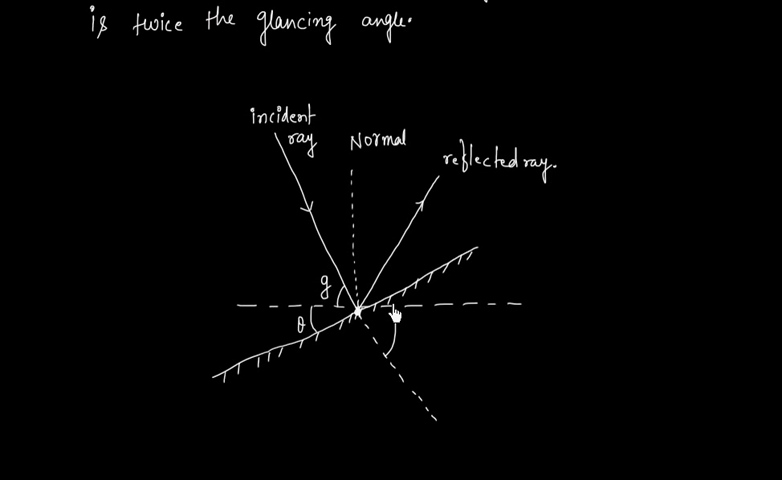 is twice the glancing angle.
incident
ray
Normal
reflected ray.
g
θ